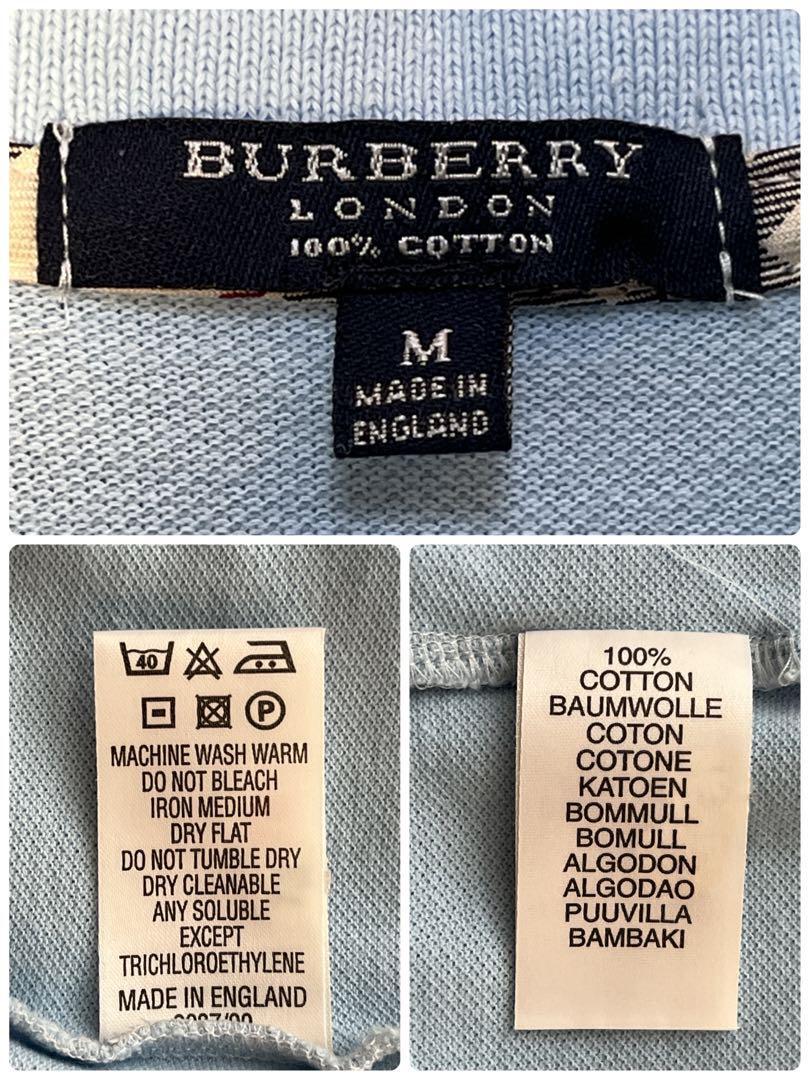 BURBERRY
LONDON
100% COTTON
M
MADE IN
ENGLAND
40
P
MACHINE WASH WARM
DO NOT BLEACH
IRON MEDIUM
DRY FLAT
DO NOT TUMBLE DRY
DRY CLEANABLE
ANY SOLUBLE
EXCEPT
TRICHLOROETHYLENE
MADE IN ENGLAND
100%
COTTON
BAUMWOLLE
COTON
COTONE
KATOEN
BOMMULL
BOMULL
ALGODON
ALGODAO
PUUVILLA
BAMBAKI